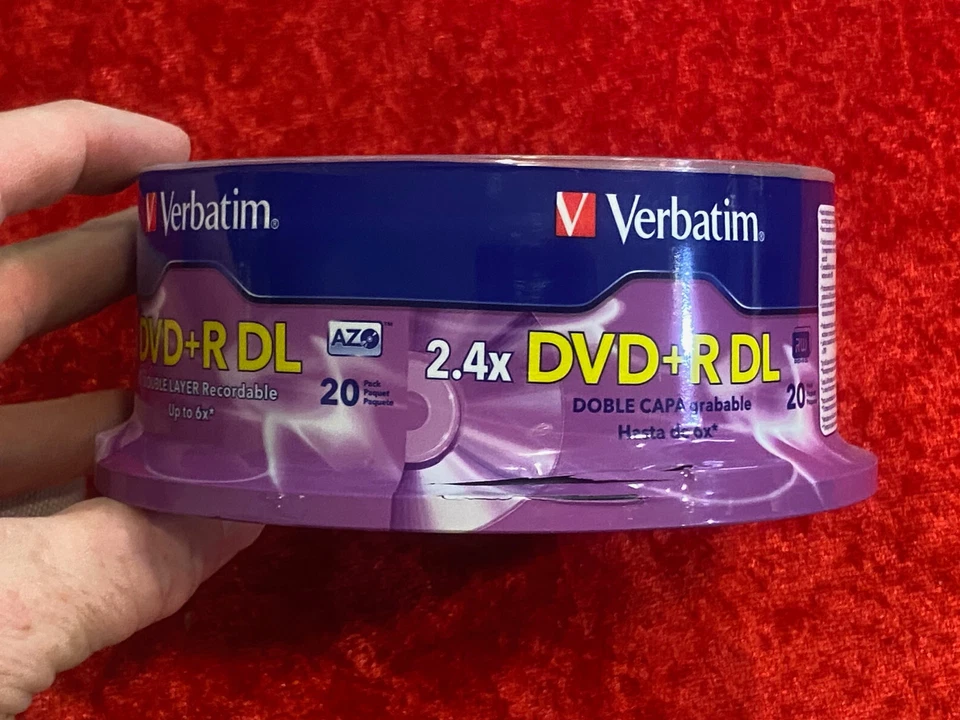 Verbatim®
DVD+R DL
DOUBLE LAYER Recordable
Up to 6x*
AZO™
20 Pack
Paquet
Paquete
V Verbatim®
2.4x DVD+R DL
DOBLE CAPA grabable
Hasta de 6x*
20